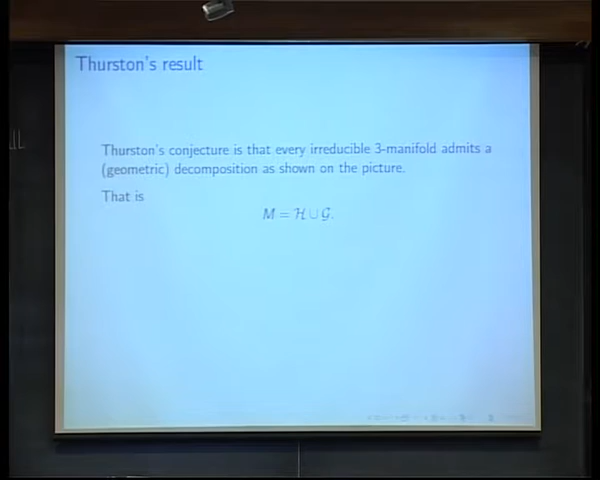 Thurston's result
Thurston's conjecture is that every irreducible 3-manifold admits a
(geometric) decomposition as shown on the picture.
That is
M = ℋ ∪ 𝒢.